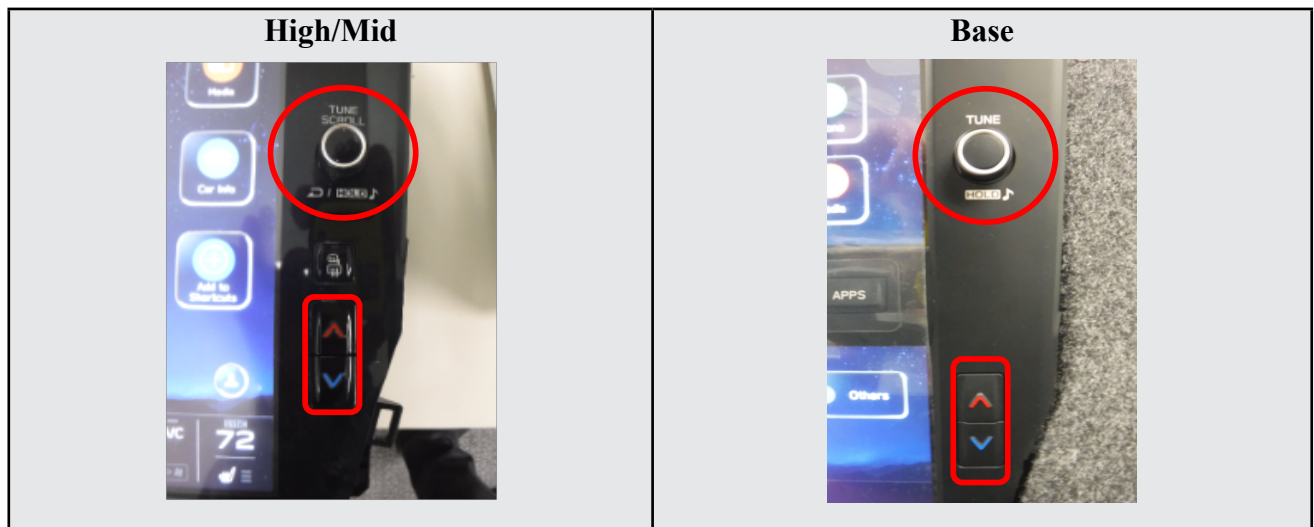 High/Mid
Media
TUNE
SCROLL
/ HOLD
Car Info
Add to
Shortcuts
72
Base
TUNE
HOLD
APPS
Others